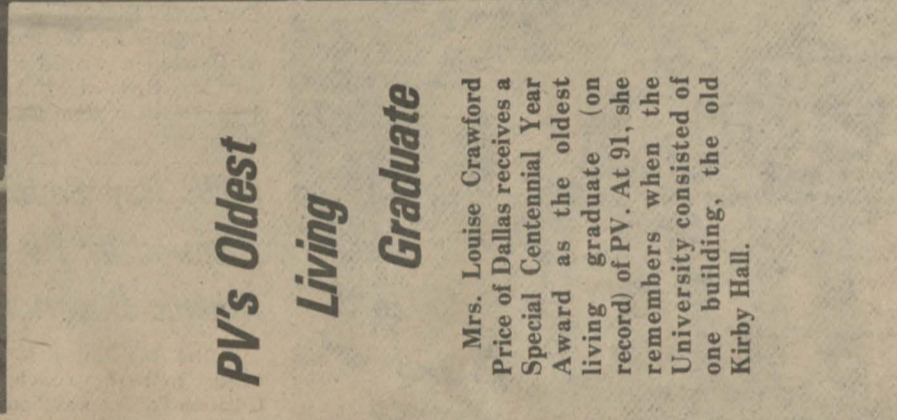 PV's Oldest
Living
Graduate
Mrs. Louise Crawford
Price of Dallas receives a
Special Centennial Year
Award as the oldest
living graduate (on
record) of PV. At 91, she
remembers when the
University consisted of
one building, the old
Kirby Hall.